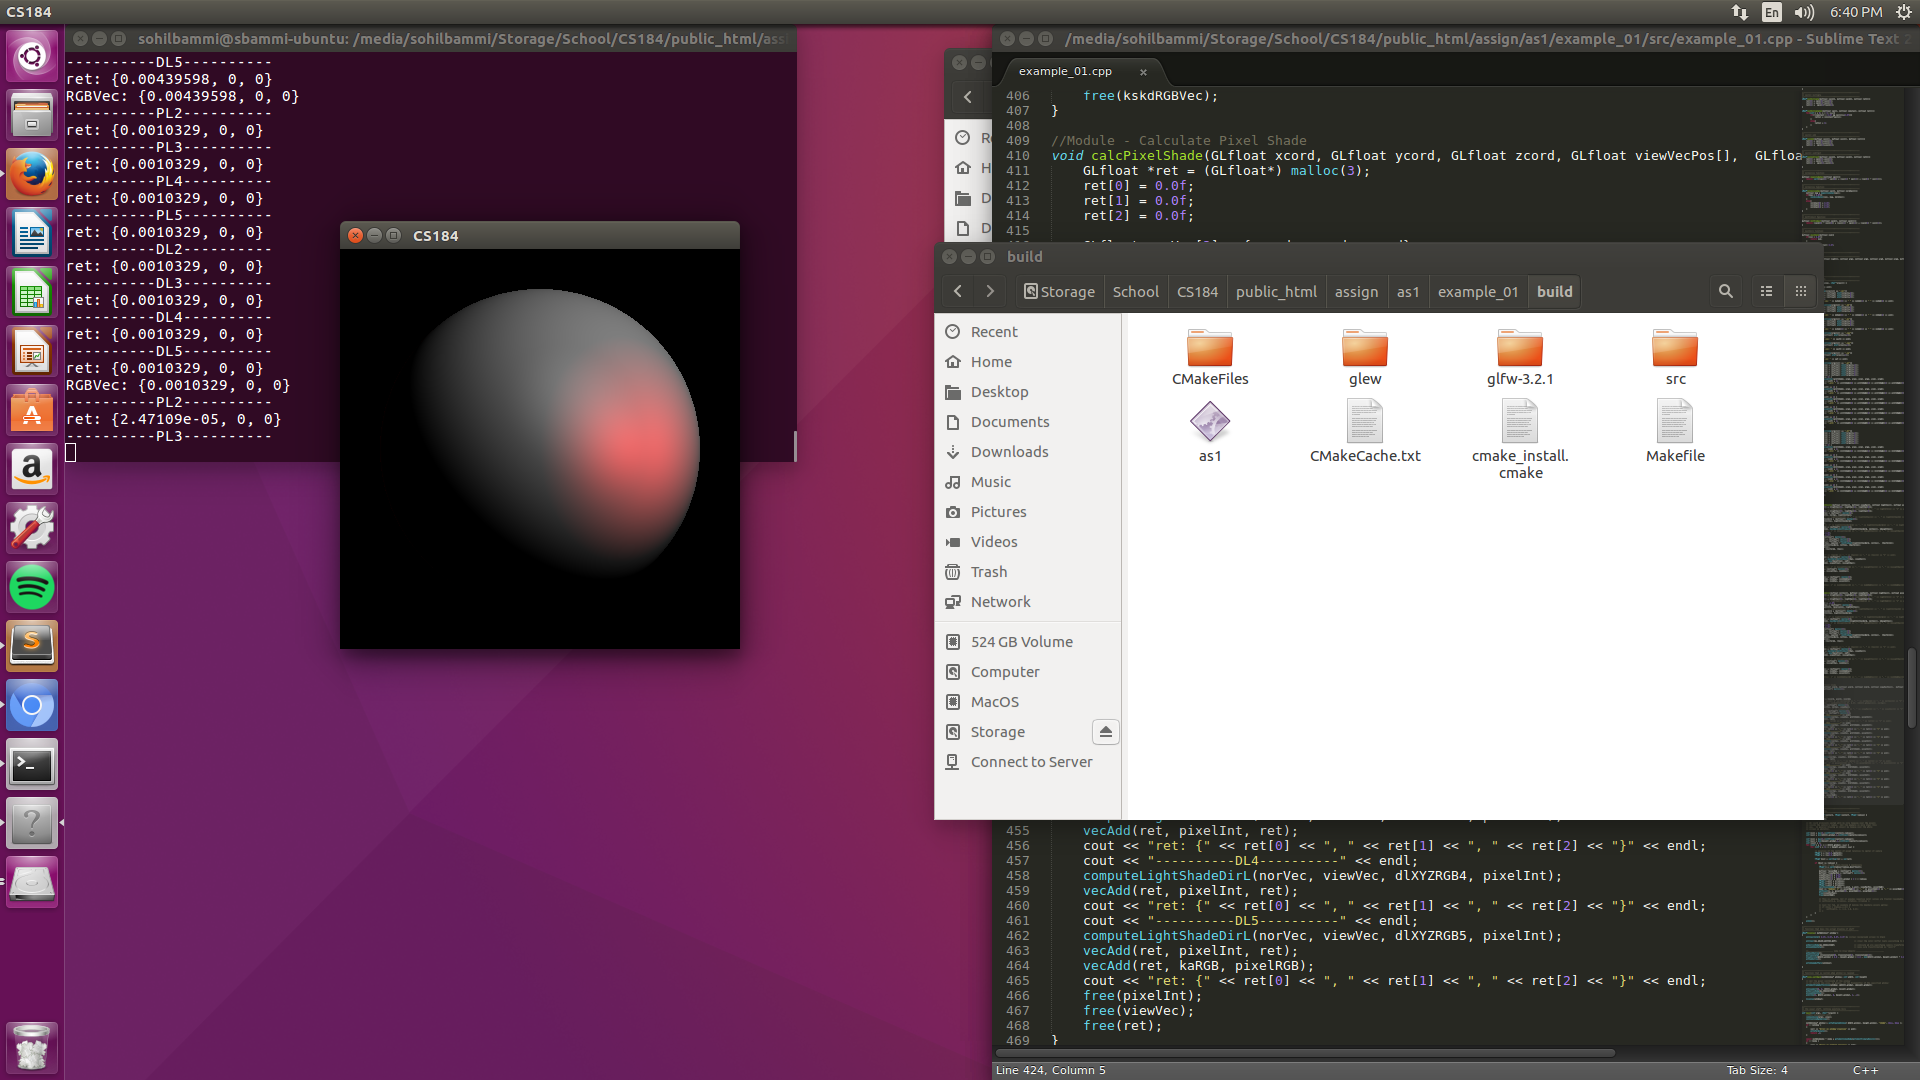 CS184
En
6:40 PM
sohilbammi@sbammi-ubuntu: /media/sohilbammi/Storage/School/CS184/public_html/ass
----------DL5----------
ret: {0.00439598, 0, 0}
RGBVec: {0.00439598, 0, 0}
----------PL2----------
ret: {0.0010329, 0, 0}
----------PL3----------
ret: {0.0010329, 0, 0}
----------PL4----------
ret: {0.0010329, 0, 0}
----------PL5----------
ret: {0.0010329, 0, 0}
----------DL2----------
ret: {0.0010329, 0, 0}
----------DL3----------
ret: {0.0010329, 0, 0}
----------DL4----------
ret: {0.0010329, 0, 0}
----------DL5----------
ret: {0.0010329, 0, 0}
RGBVec: {0.0010329, 0, 0}
----------PL2----------
ret: {2.47109e-05, 0, 0}
----------PL3----------
CS184
/media/sohilbammi/Storage/School/CS184/public_html/assign/as1/example_01/src/example_01.cpp - Sublime Text 2
example_01.cpp
406 free(kskdRGBVec);
407 }
408
409 //Module - Calculate Pixel Shade
410 void calcPixelShade(GLfloat xcord, GLfloat ycord, GLfloat zcord, GLfloat viewVecPos[],  GLfloa
411 GLfloat *ret = (GLfloat*) malloc(3);
412 ret[0] = 0.0f;
413 ret[1] = 0.0f;
414 ret[2] = 0.0f;
415
build
Storage School CS184 public_html assign as1 example_01 build
Recent
Home
Desktop
Documents
Downloads
Music
Pictures
Videos
Trash
Network
524 GB Volume
Computer
MacOS
Storage
Connect to Server
CMakeFiles
glew
glfw-3.2.1
src
as1
CMakeCache.txt
cmake_install.
cmake
Makefile
455 vecAdd(ret, pixelInt, ret);
456 cout << "ret: {" << ret[0] << ", " << ret[1] << ", " << ret[2] << "}" << endl;
457 cout << "----------DL4----------" << endl;
458 computeLightShadeDirL(norVec, viewVec, dlXYZRGB4, pixelInt);
459 vecAdd(ret, pixelInt, ret);
460 cout << "ret: {" << ret[0] << ", " << ret[1] << ", " << ret[2] << "}" << endl;
461 cout << "----------DL5----------" << endl;
462 computeLightShadeDirL(norVec, viewVec, dlXYZRGB5, pixelInt);
463 vecAdd(ret, pixelInt, ret);
464 vecAdd(ret, kaRGB, pixelRGB);
465 cout << "ret: {" << ret[0] << ", " << ret[1] << ", " << ret[2] << "}" << endl;
466 free(pixelInt);
467 free(viewVec);
468 free(ret);
469 }
Line 424, Column 5
Tab Size: 4
C++